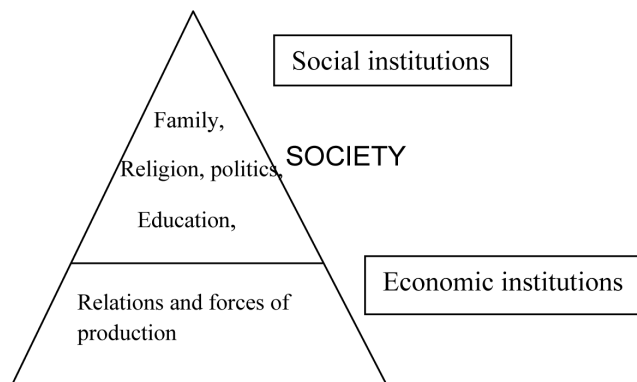 Social institutions
Family,
Religion, politics,
SOCIETY
Education,
Economic institutions
Relations and forces of
production